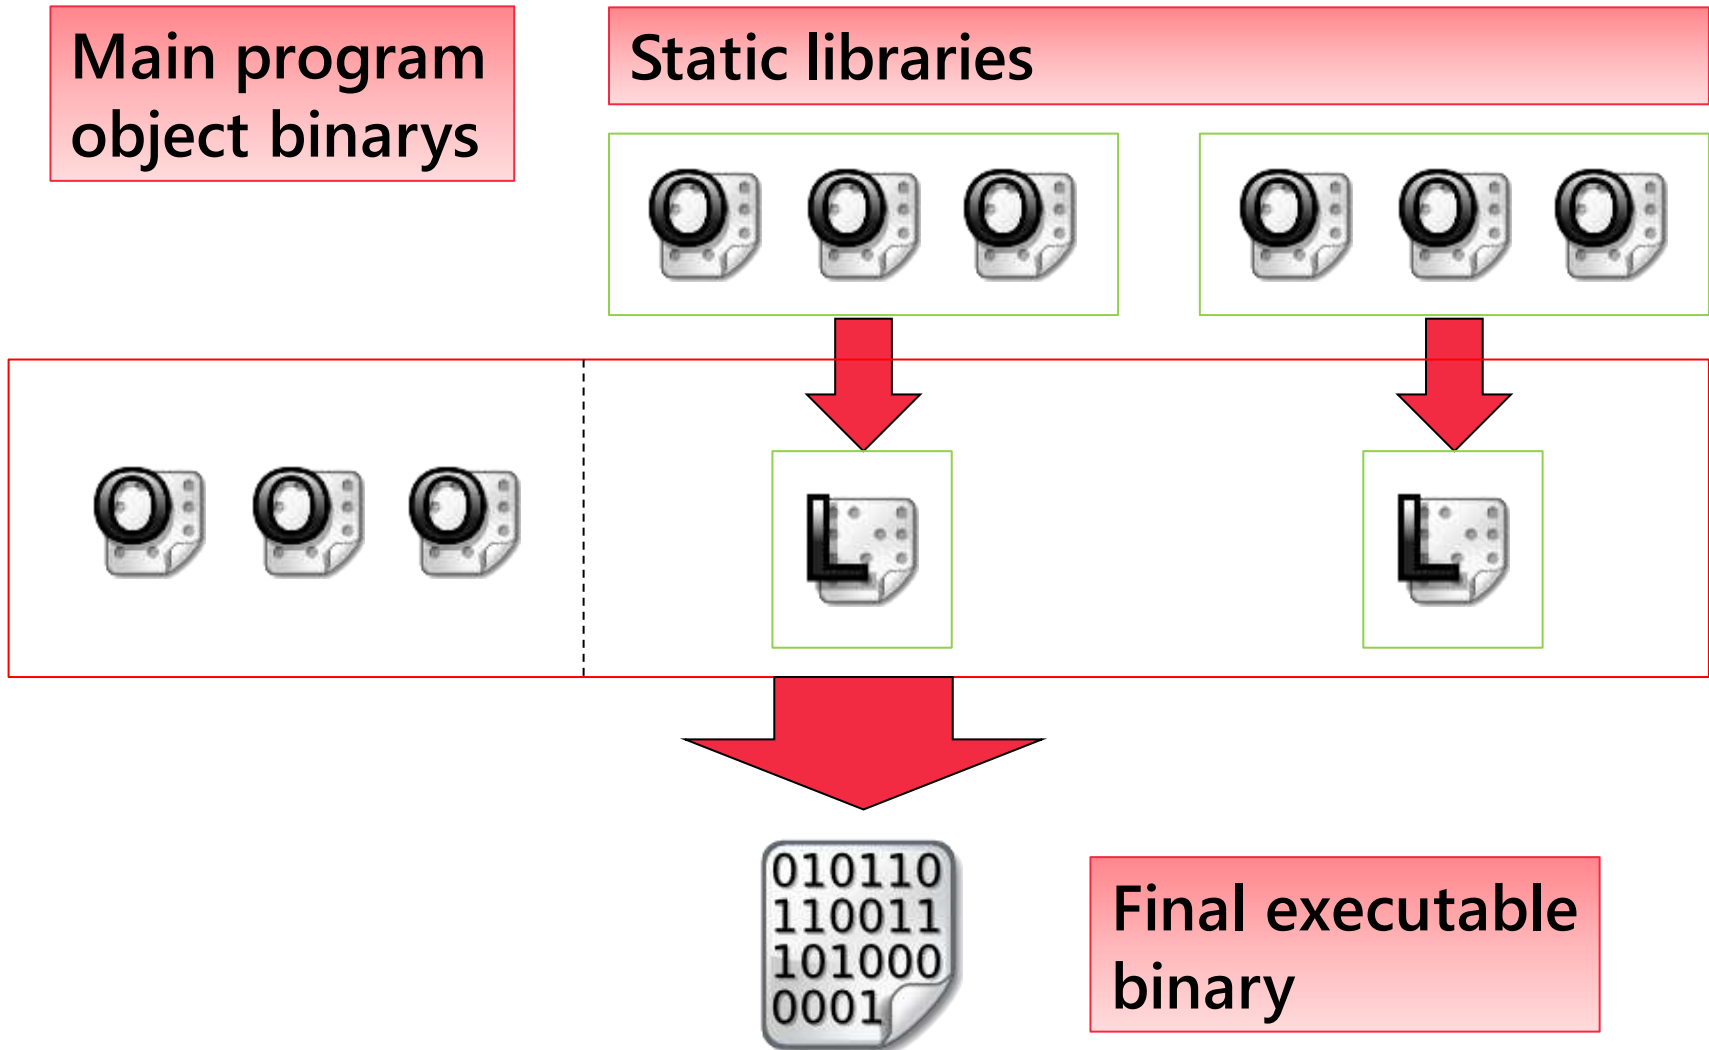 Main program
object binarys
Static libraries
O O O
O O O
O O O
L
L
010110
110011
101000
0001
Final executable
binary